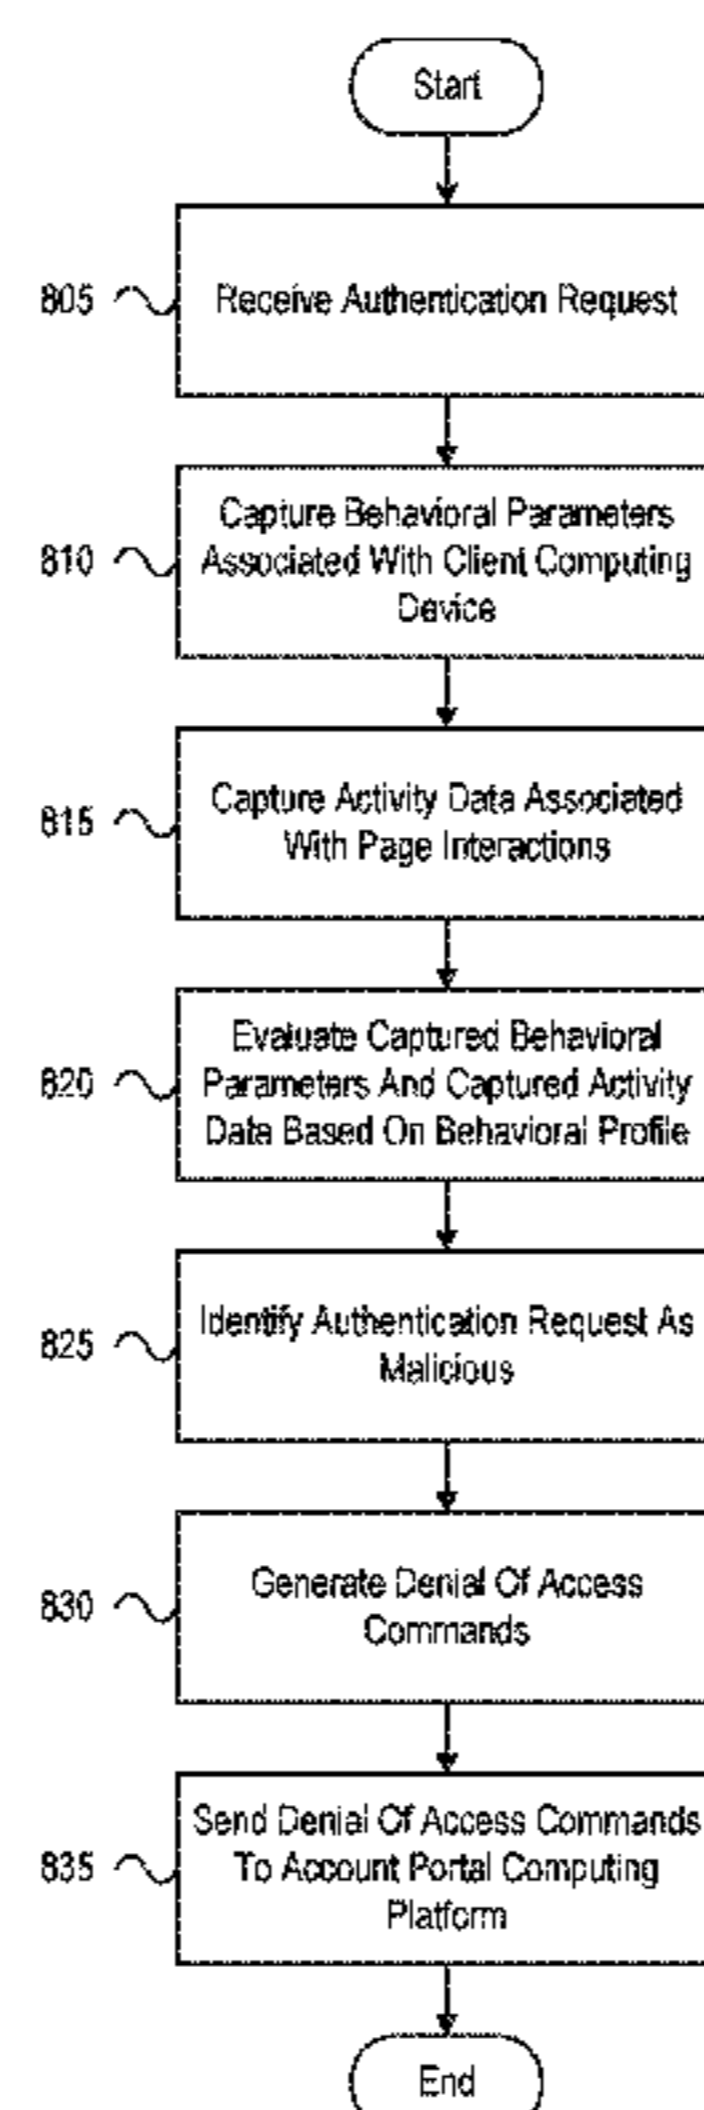 Start
805
Receive Authentication Request
810
Capture Behavioral Parameters
Associated With Client Computing
Device
815
Capture Activity Data Associated
With Page Interactions
820
Evaluate Captured Behavioral
Parameters And Captured Activity
Data Based On Behavioral Profile
825
Identify Authentication Request As
Malicious
830
Generate Denial Of Access
Commands
835
Send Denial Of Access Commands
To Account Portal Computing
Platform
End